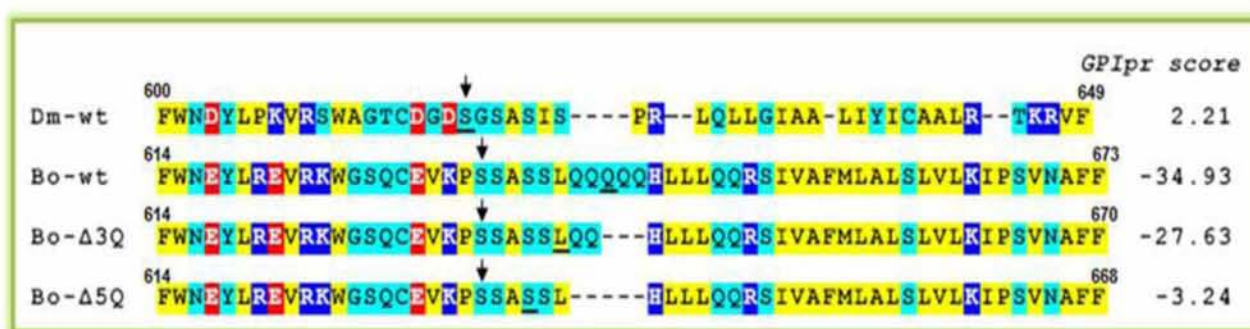 GPIpr score
600 649
Dm-wt FWNDYLPKVRSWAGTCDGDSGSASIS----PR--LQLLGIAA-LIYICAALR--TKRVF 2.21
614 673
Bo-wt FWNEYLREVRKWGSQCEVKPSSASSLQQQQQHLLLQQRSIVAFMLALSLVLKIPSVNAFF -34.93
614 670
Bo-Δ3Q FWNEYLREVRKWGSQCEVKPSSASSLQQ---HLLLQQRSIVAFMLALSLVLKIPSVNAFF -27.63
614 668
Bo-Δ5Q FWNEYLREVRKWGSQCEVKPSSASSL-----HLLLQQRSIVAFMLALSLVLKIPSVNAFF -3.24